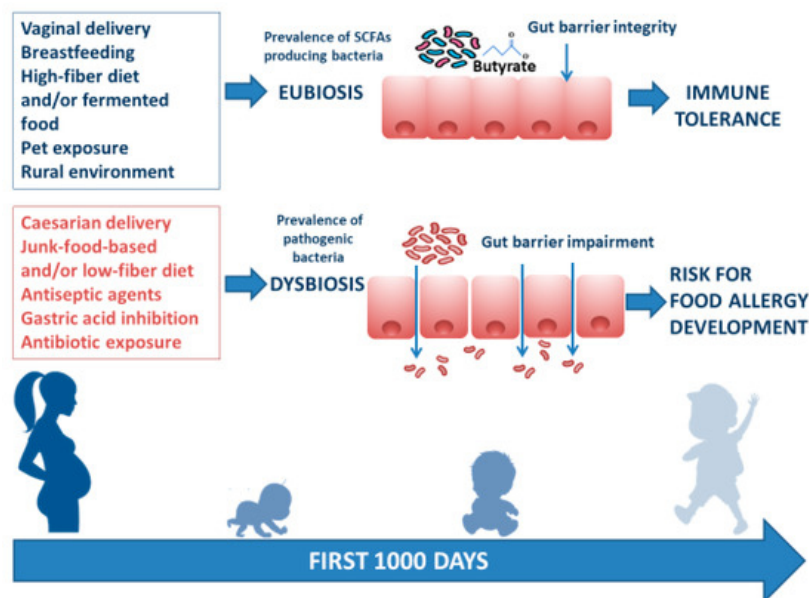 Vaginal delivery
Breastfeeding
High-fiber diet
and/or fermented
food
Pet exposure
Rural environment
Prevalence of SCFAs
producing bacteria
EUBIOSIS
O
O
Butyrate
Gut barrier integrity
IMMUNE
TOLERANCE
Caesarian delivery
Junk-food-based
and/or low-fiber diet
Antiseptic agents
Gastric acid inhibition
Antibiotic exposure
Prevalence of
pathogenic
bacteria
DYSBIOSIS
Gut barrier impairment
RISK FOR
FOOD ALLERGY
DEVELOPMENT
FIRST 1000 DAYS